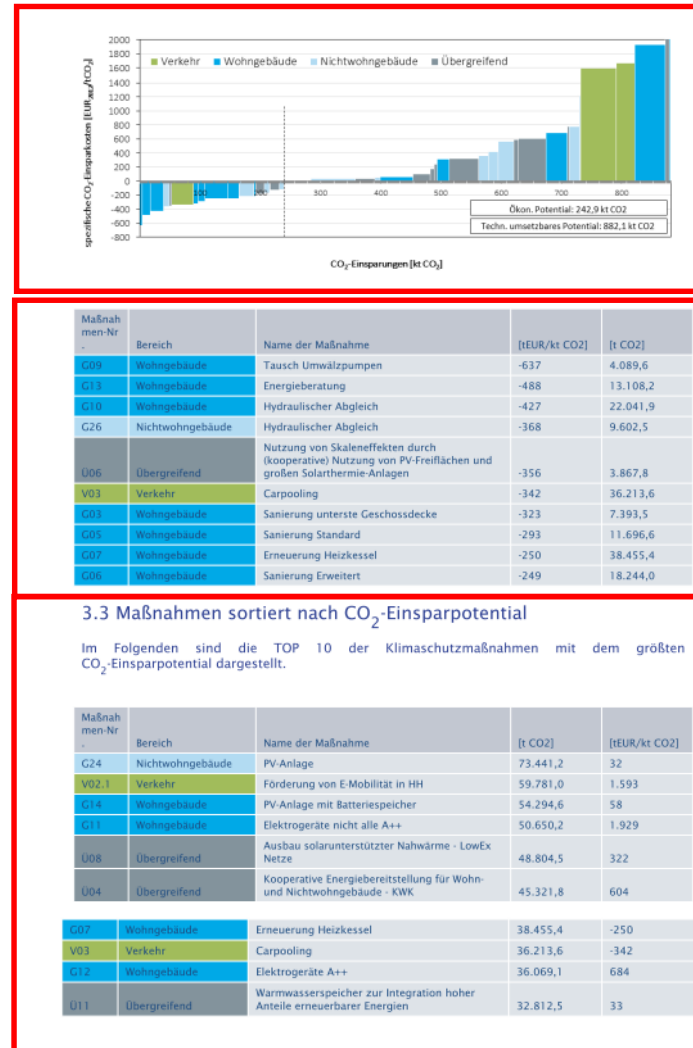 2000
1800
1600
1400
1200
1000
800
600
400
200
0
-200
-400
-600
-800
Verkehr Wohngebäude Nichtwohngebäude Übergreifend
100 200 300 400 500 600 700 800
spezifische CO2-Einsparkosten
Ökon. Potential: 242,9 kt CO2
Techn. umsetzbares Potential: 882,1 kt CO2
CO2-Einsparungen [kt CO2]
Maßnah
men-Nr
. Bereich Name der Maßnahme [tEUR/kt CO2] [t CO2]
G09 Wohngebäude Tausch Umwälzpumpen -637 4.089,6
G13 Wohngebäude Energieberatung -488 13.108,2
G10 Wohngebäude Hydraulischer Abgleich -427 22.041,9
G26 Nichtwohngebäude Hydraulischer Abgleich -368 9.602,5
Nutzung von Skaleneffekten durch
(kooperative) Nutzung von PV-Freiflächen und
Ü06 Übergreifend großen Solarthermie-Anlagen -356 3.867,8
V03 Verkehr Carpooling -342 36.213,6
G03 Wohngebäude Sanierung unterste Geschossdecke -323 7.393,5
G05 Wohngebäude Sanierung Standard -293 11.696,6
G07 Wohngebäude Erneuerung Heizkessel -250 38.455,4
G06 Wohngebäude Sanierung Erweitert -249 18.244,0
3.3 Maßnahmen sortiert nach CO2-Einsparpotential
Im Folgenden sind die TOP 10 der Klimaschutzmaßnahmen mit dem größten
CO2-Einsparpotential dargestellt.
Maßnah
men-Nr
. Bereich Name der Maßnahme [t CO2] [tEUR/kt CO2]
G24 Nichtwohngebäude PV-Anlage 73.441,2 32
V02.1 Verkehr Förderung von E-Mobilität in HH 59.781,0 1.593
G14 Wohngebäude PV-Anlage mit Batteriespeicher 54.294,6 58
G11 Wohngebäude Elektrogeräte nicht alle A++ 50.650,2 1.929
Ausbau solarunterstützter Nahwärme - LowEx
Ü08 Übergreifend Netze 48.804,5 322
Kooperative Energiebereitstellung für Wohn-
Ü04 Übergreifend und Nichtwohngebäude - KWK 45.321,8 604
G07 Wohngebäude Erneuerung Heizkessel 38.455,4 -250
V03 Verkehr Carpooling 36.213,6 -342
G12 Wohngebäude Elektrogeräte A++ 36.069,1 684
Warmwasserspeicher zur Integration hoher
Ü11 Übergreifend Anteile erneuerbarer Energien 32.812,5 33